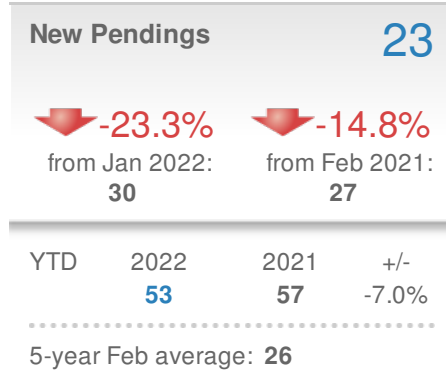 New Pendings 23
-23.3% -14.8%
from Jan 2022: from Feb 2021:
30 27
YTD 2022 2021 +/-
53 57 -7.0%
5-year Feb average: 26